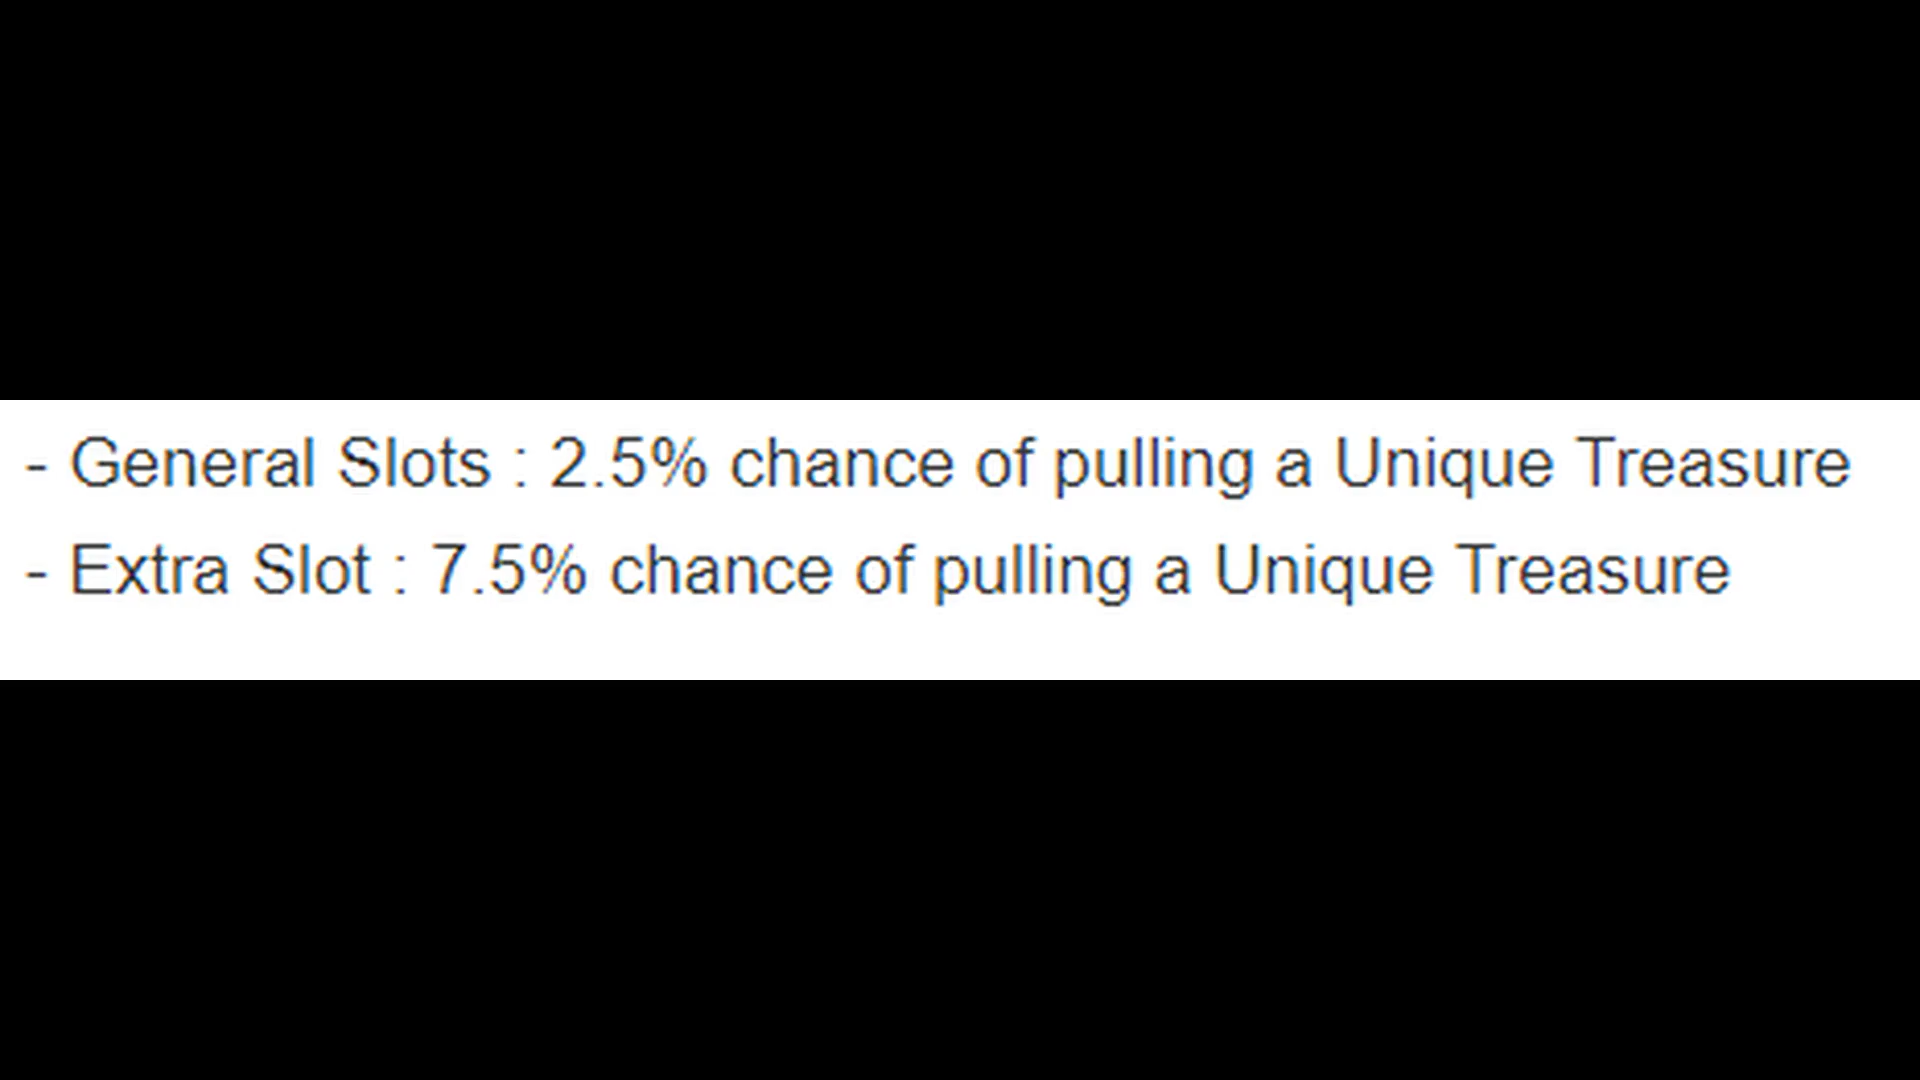 - General Slots : 2.5% chance of pulling a Unique Treasure
- Extra Slot : 7.5% chance of pulling a Unique Treasure